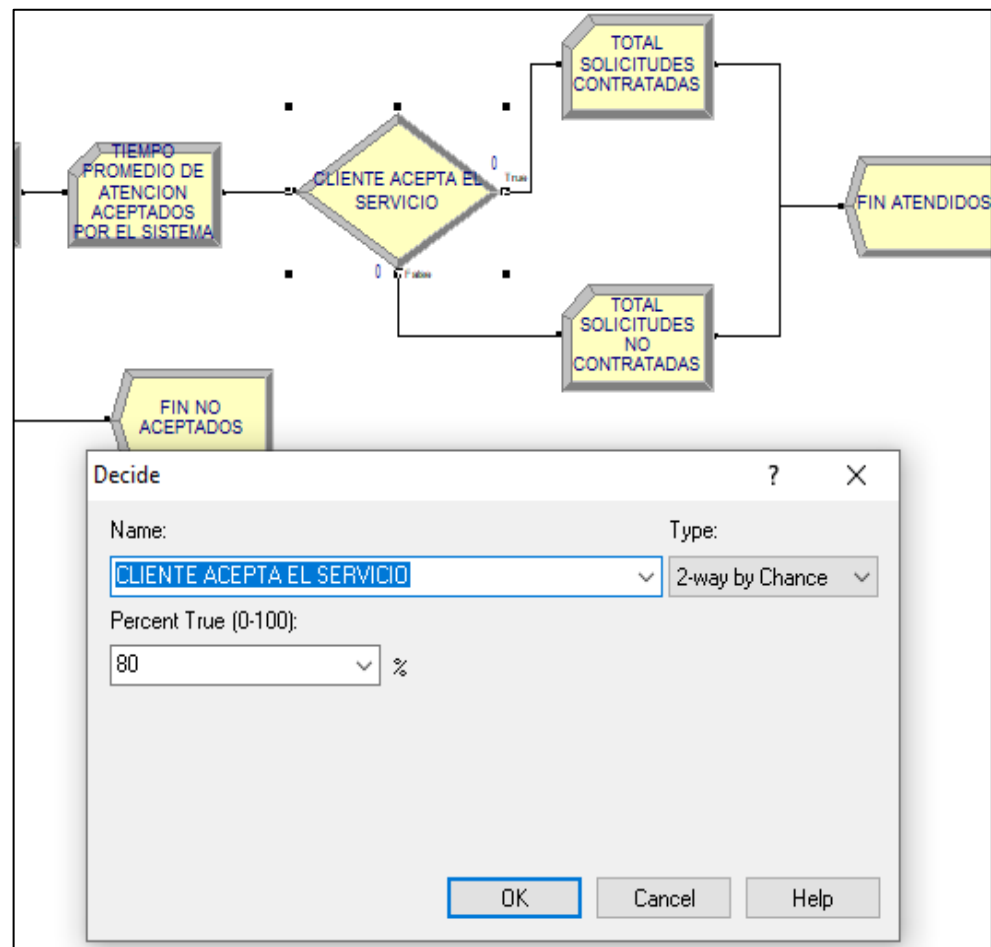 TOTAL
SOLICITUDES
CONTRATADAS
TIEMPO
PROMEDIO DE
ATENCION
ACEPTADOS
POR EL SISTEMA
CLIENTE ACEPTA EL
SERVICIO
0
True
0
False
FIN ATENDIDOS
TOTAL
SOLICITUDES
NO
CONTRATADAS
FIN NO
ACEPTADOS
Decide
?
Name:
Type:
CLIENTE ACEPTA EL SERVICIO
2-way by Chance
Percent True (0-100):
80
%
OK
Cancel
Help